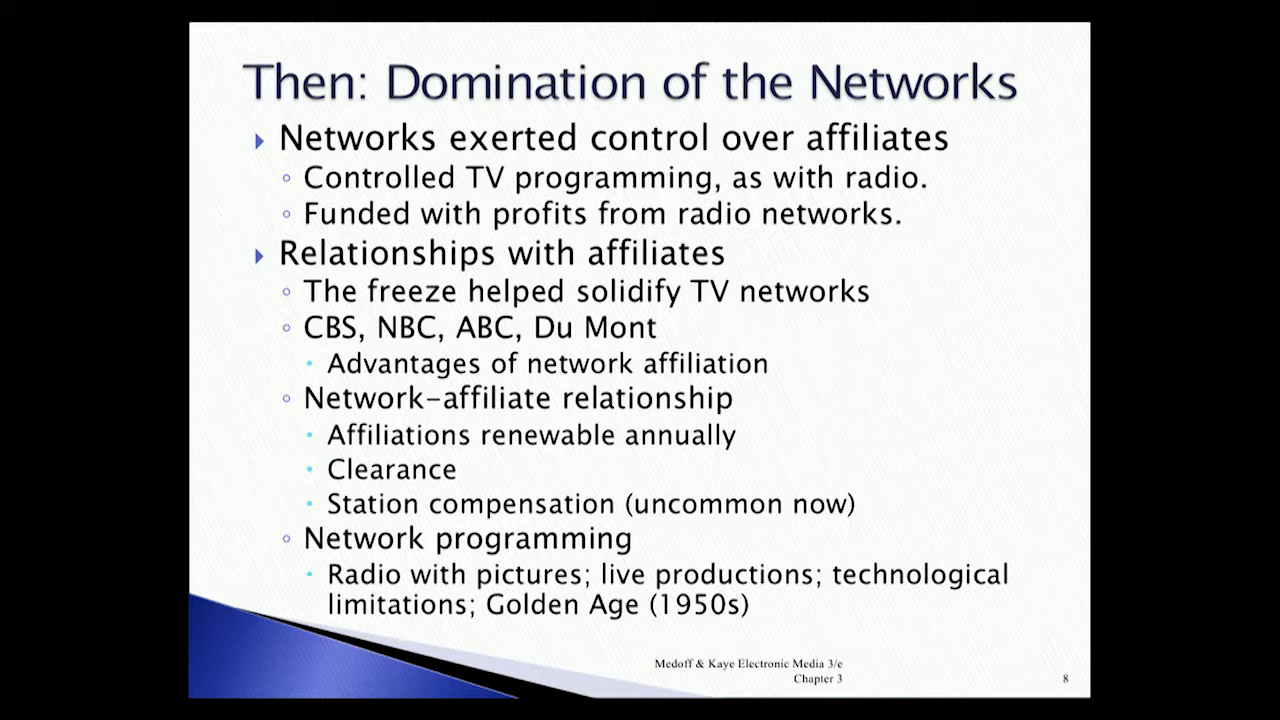 Then: Domination of the Networks
Networks exerted control over affiliates
Controlled TV programming, as with radio.
Funded with profits from radio networks.
Relationships with affiliates
The freeze helped solidify TV networks
CBS, NBC, ABC, Du Mont
Advantages of network affiliation
Network-affiliate relationship
Affiliations renewable annually
Clearance
Station compensation (uncommon now)
Network programming
Radio with pictures; live productions; technological
limitations; Golden Age (1950s)
Medoff & Kaye Electronic Media 3/e
Chapter 3
8